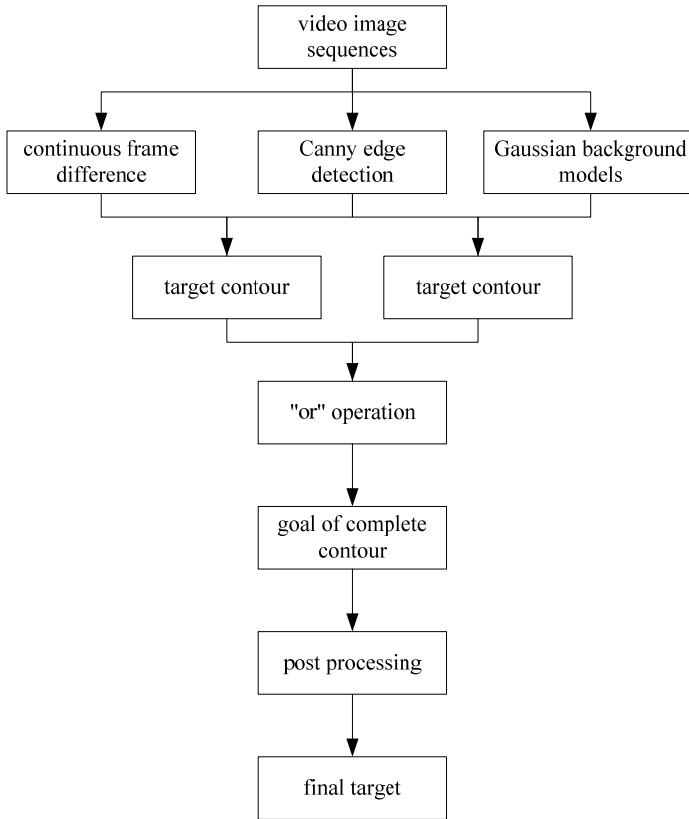 video image
sequences
continuous frame
difference
Canny edge
detection
Gaussian background
models
target contour
target contour
"or" operation
goal of complete
contour
post processing
final target